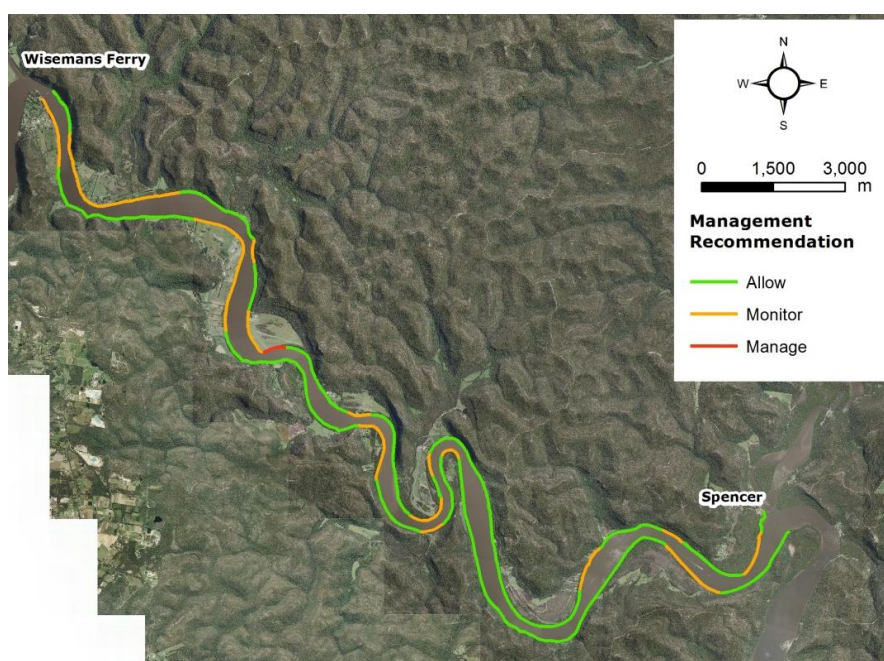 Wisemans Ferry
N
W E
S
0 1,500 3,000
m
Management
Recommendation
Allow
Monitor
Manage
Spencer